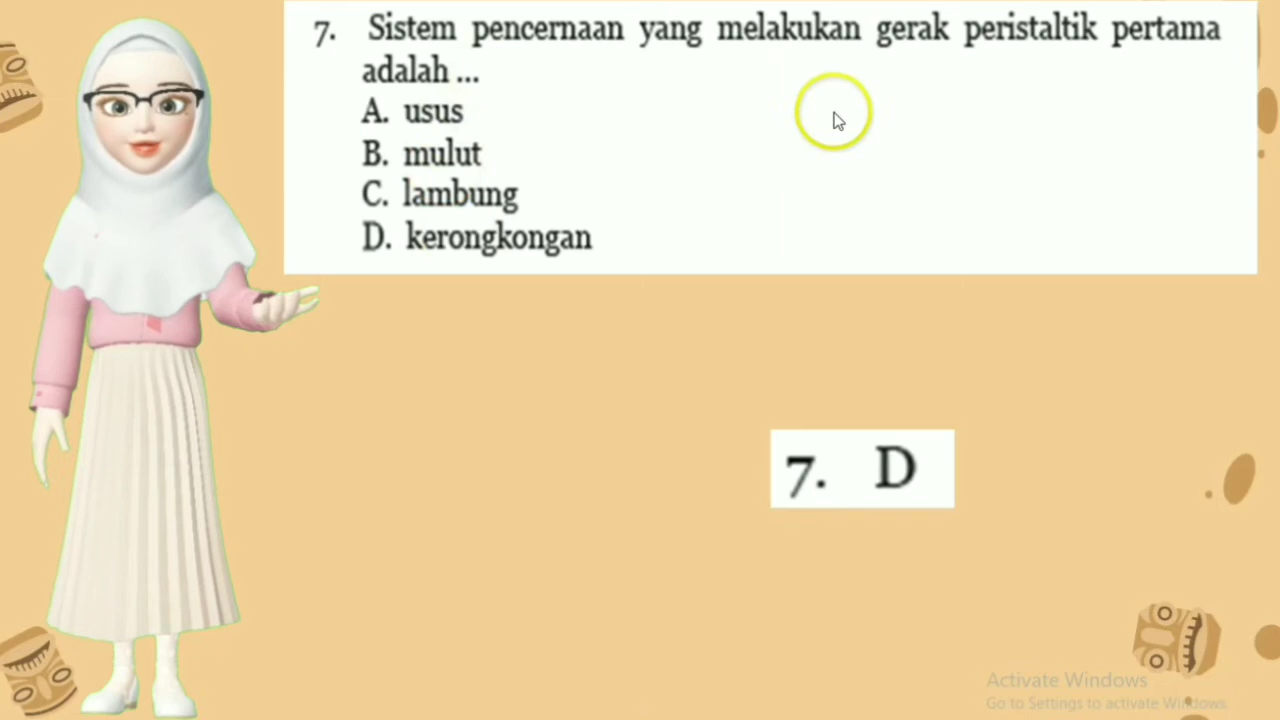 7. Sistem pencernaan yang melakukan gerak peristaltik pertama
adalah ...
A. usus
B. mulut
C. lambung
D. kerongkongan
7. D
Activate Windows
Go to Settings to activate Windows.